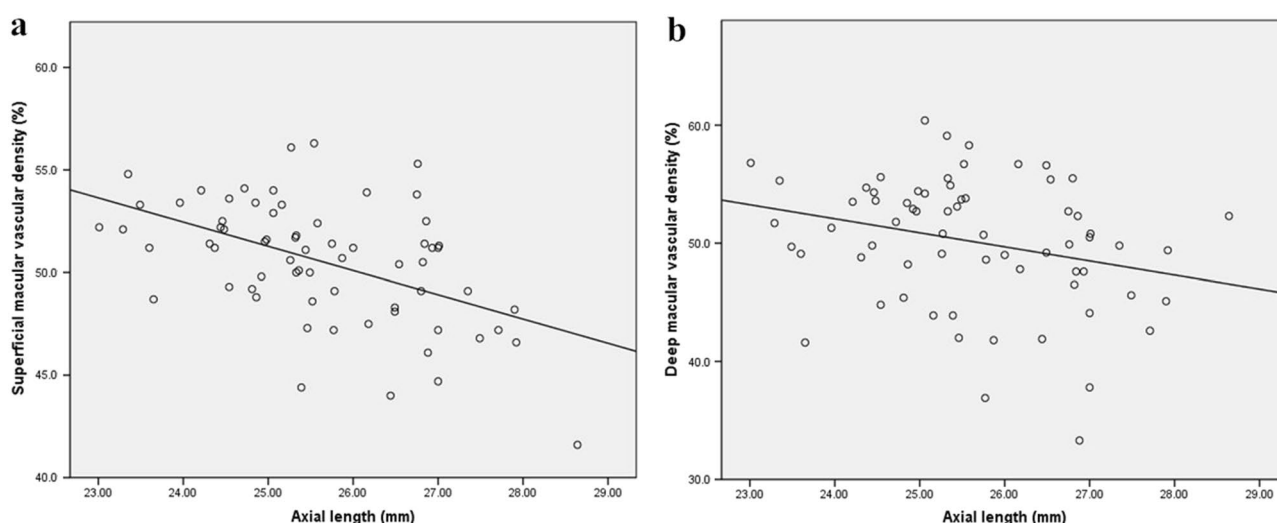 a
Superficial macular vascular density (%)
60.0
55.0
50.0
45.0
40.0
23.00 24.00 25.00 26.00 27.00 28.00 29.00
Axial length (mm)
b
Deep macular vascular density (%)
60.0
50.0
40.0
30.0
23.00 24.00 25.00 26.00 27.00 28.00 29.00
Axial length (mm)